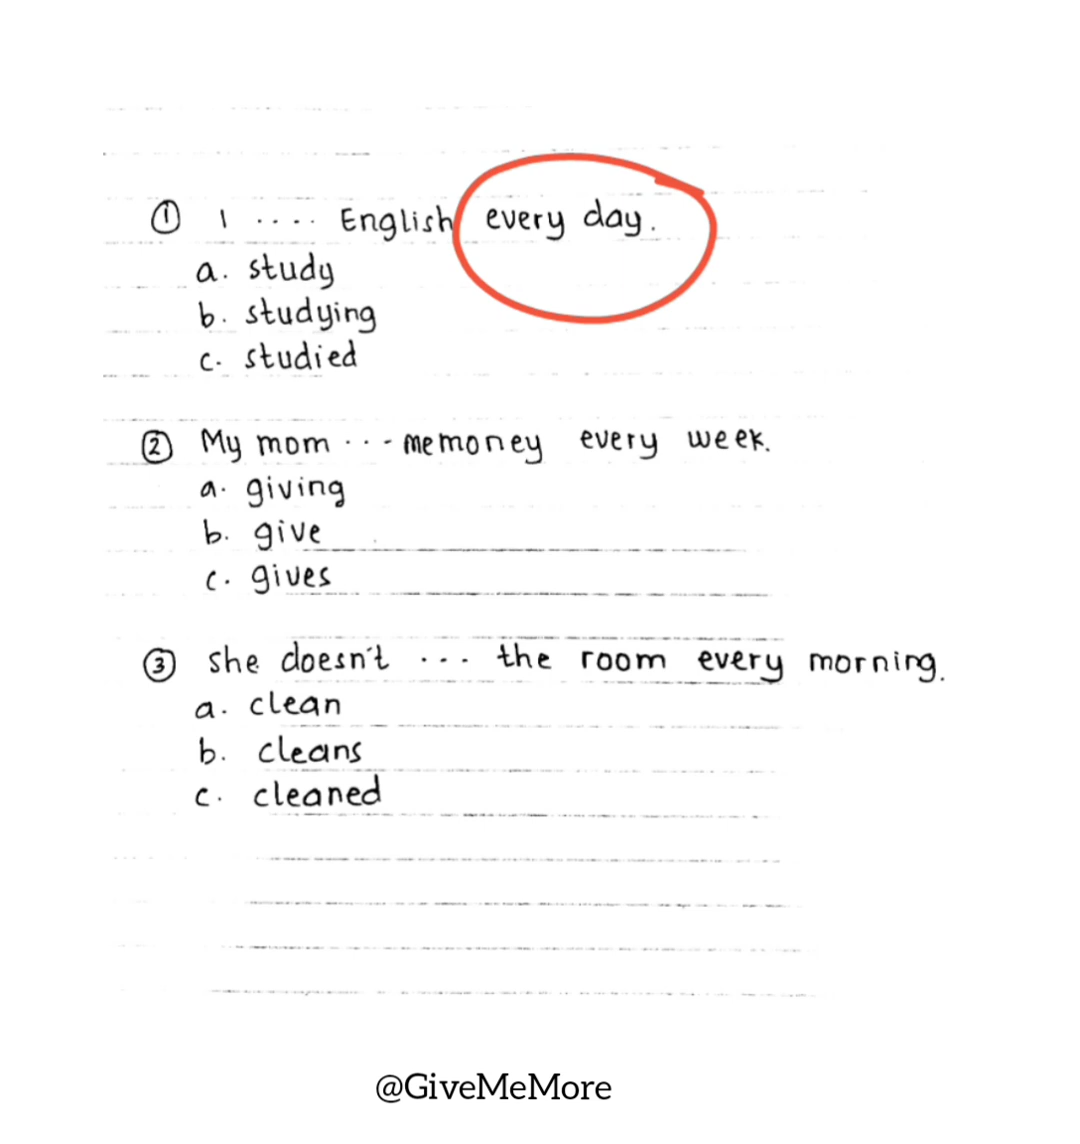 ① I .... English every day.
a. study
b. studying
c. studied
② My mom ... me money every week.
a. giving
b. give
c. gives
③ she doesn't ... the room every morning.
a. clean
b. cleans
c. cleaned
@GiveMeMore